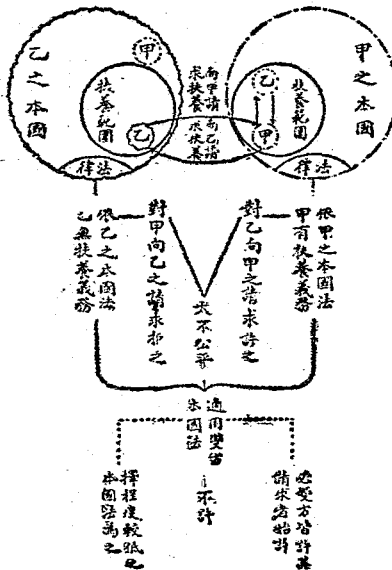 甲之本國
乙之本國
扶養範圍
乙
甲
律法
向甲請求扶養
向乙請求扶養
甲
扶養範圍
乙
律法
依甲之本國法
甲有扶養義務
對乙向甲之請求許之
對甲向乙之請求拒之
依乙之本國法
乙無扶養義務
大不公平
適用雙方
本國法
必雙方皆許其
請求者始許
不許
擇程度較低之
本國法為之